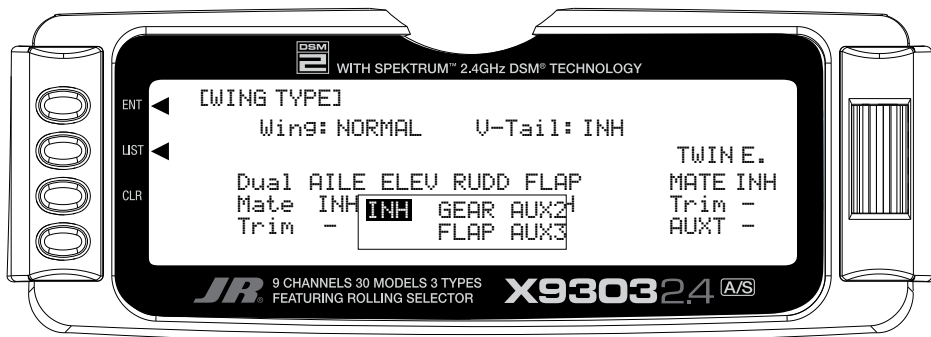 DSM
2
WITH SPEKTRUM™ 2.4GHz DSM® TECHNOLOGY
ENT
LIST
CLR
[WING TYPE]
Wing: NORMAL V-Tail: INH
TWIN E.
Dual AILE ELEV RUDD FLAP MATE INH
Mate INH INH GEAR AUX2 H Trim –
Trim – FLAP AUX3 AUXT –
JR®
9 CHANNELS 30 MODELS 3 TYPES
FEATURING ROLLING SELECTOR
X9303 2.4 A/S